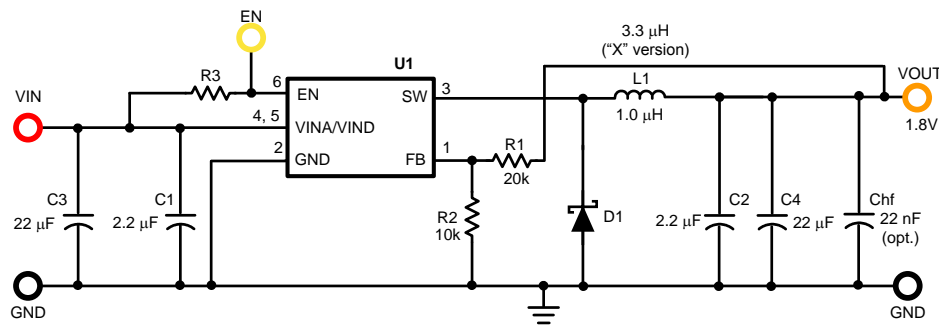 EN
3.3 µH
("X" version)
R3
U1
L1
VOUT
VIN
6
EN
SW
3
1.0 µH
1.8V
4, 5
VINA/VIND
2
GND
FB
1
R1
20k
C3
22 µF
C1
2.2 µF
R2
10k
D1
C2
2.2 µF
C4
22 µF
Chf
22 nF
(opt.)
GND
GND